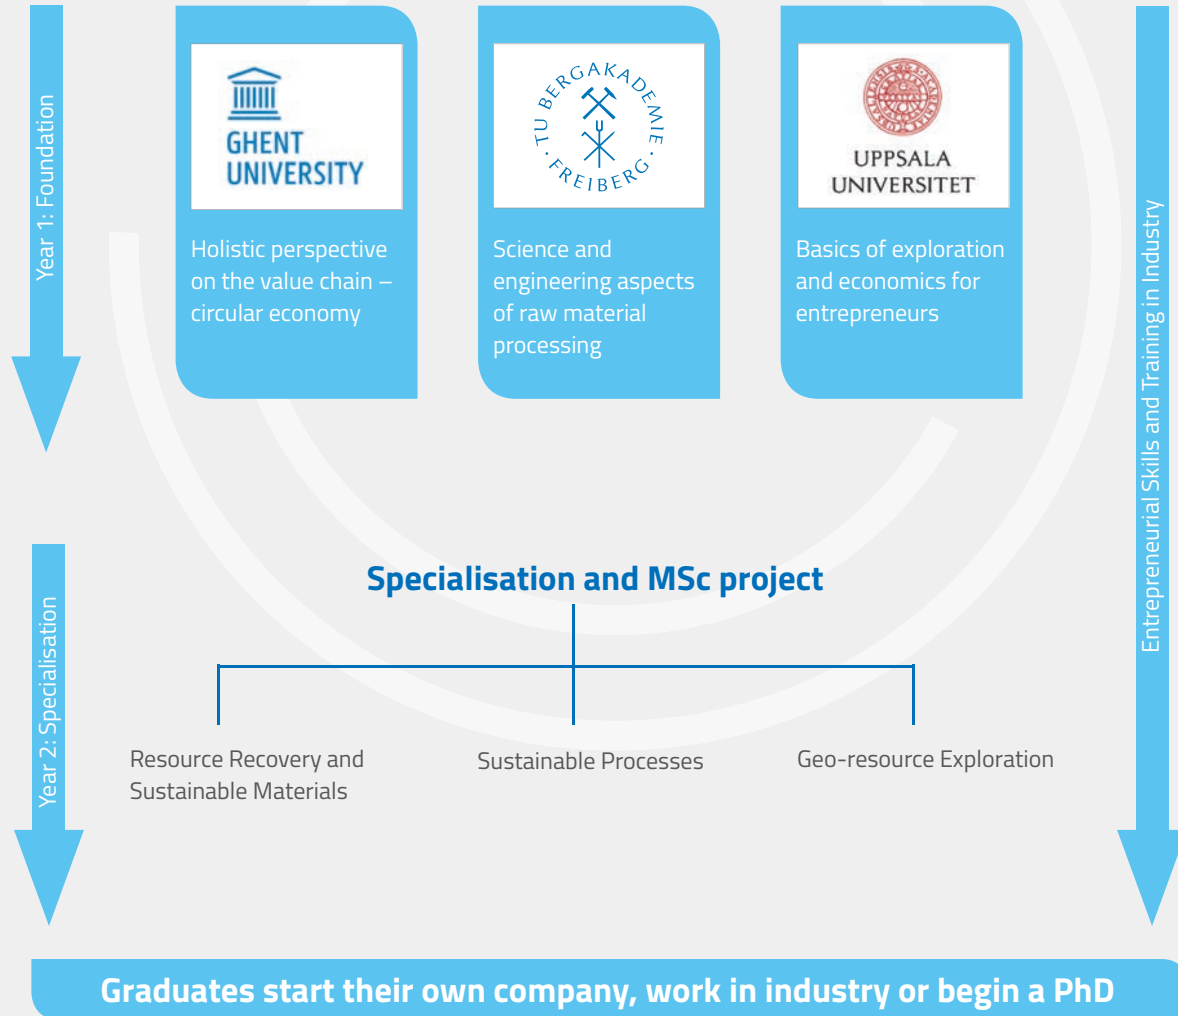 Year 1: Foundation
GHENT
UNIVERSITY
Holistic perspective
on the value chain –
circular economy
· TU BERGAKADEMIE · FREIBERG
Science and
engineering aspects
of raw material
processing
UPPSALA
UNIVERSITET
Basics of exploration
and economics for
entrepreneurs
Entrepreneurial Skills and Training in Industry
Year 2: Specialisation
Specialisation and MSc project
Resource Recovery and
Sustainable Materials
Sustainable Processes
Geo-resource Exploration
Graduates start their own company, work in industry or begin a PhD